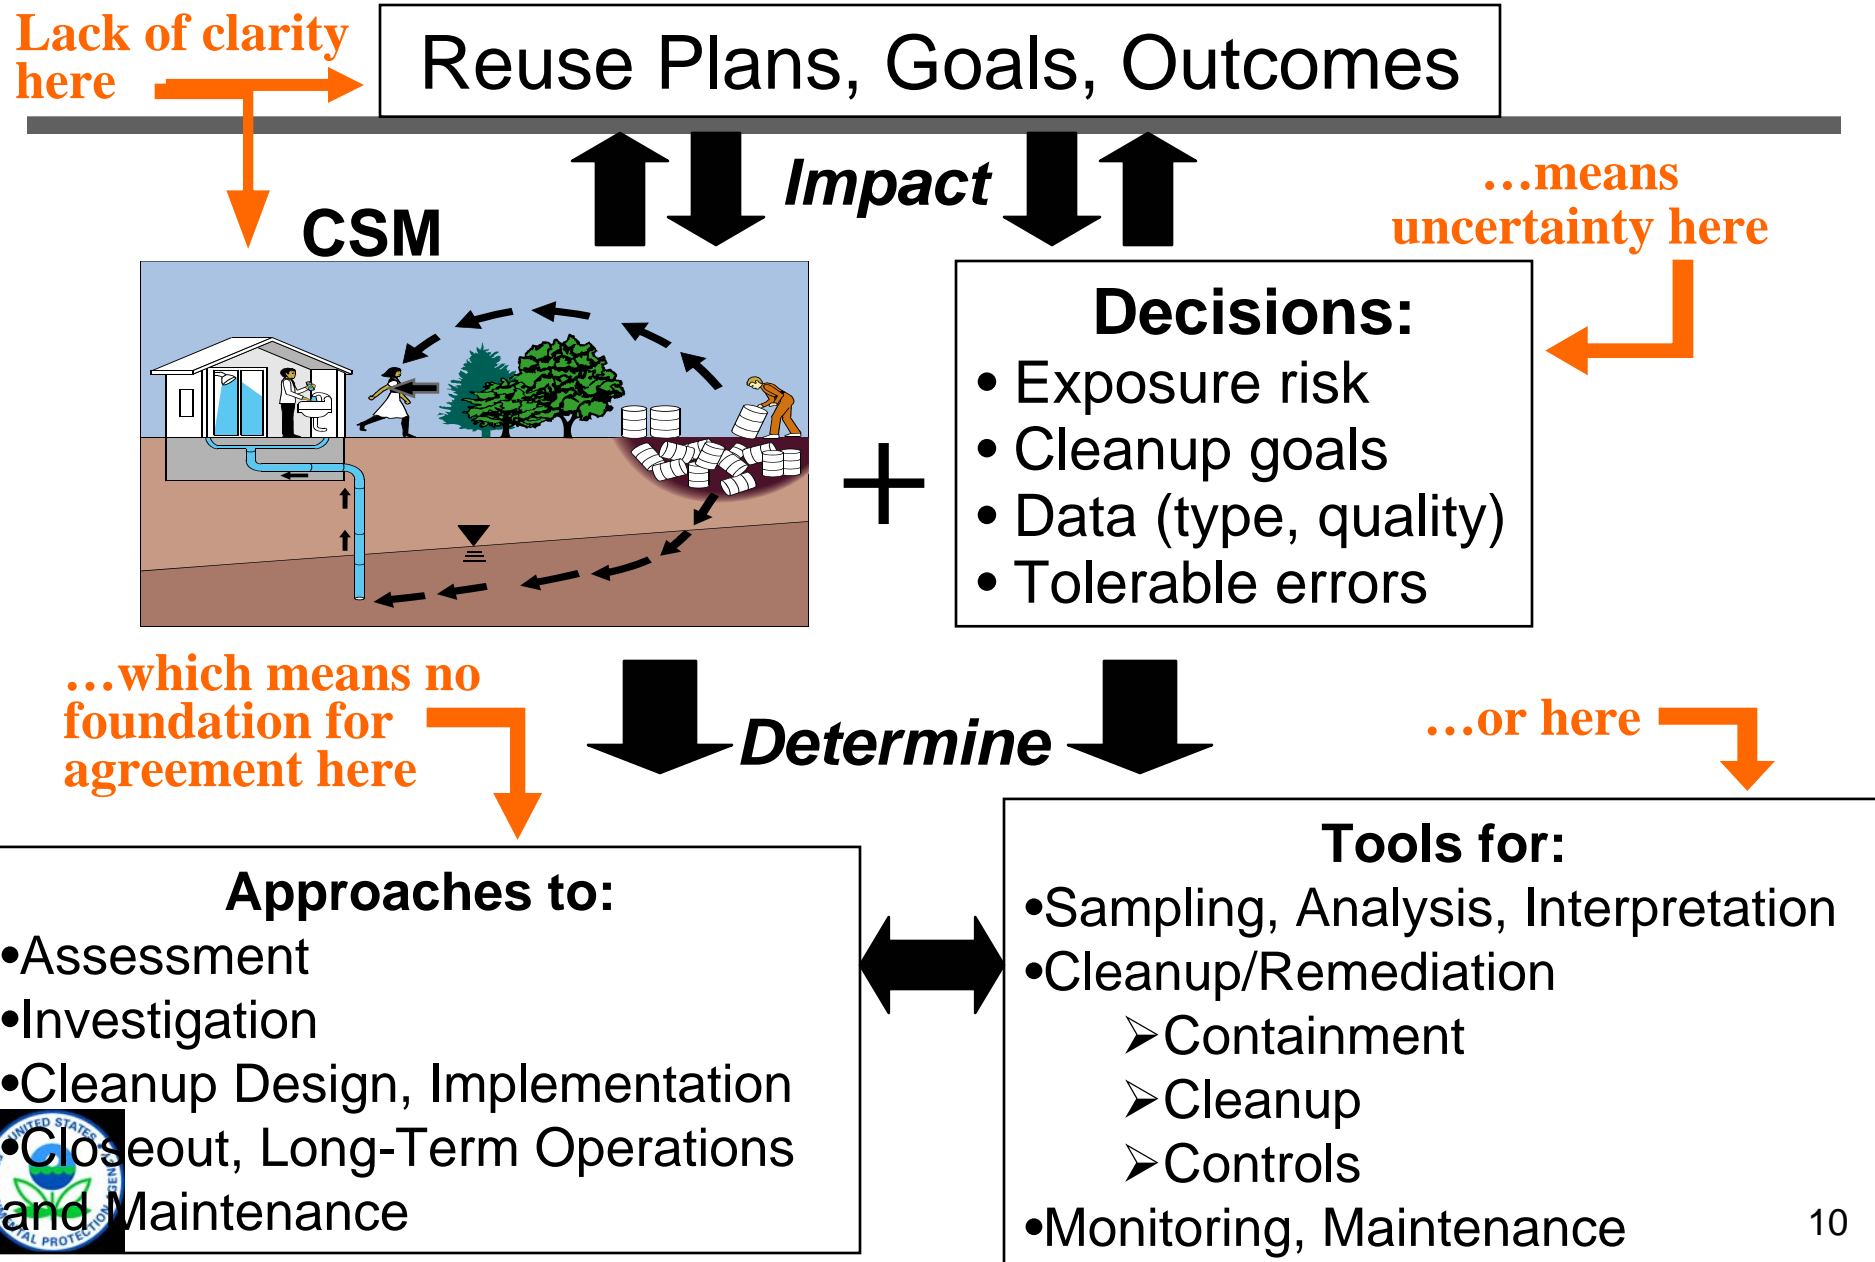 Lack of clarity
here
Reuse Plans, Goals, Outcomes
Impact
…means
uncertainty here
CSM
Decisions:
• Exposure risk
• Cleanup goals
• Data (type, quality)
• Tolerable errors
+
…which means no
foundation for
agreement here
Determine
…or here
Approaches to:
•Assessment
•Investigation
•Cleanup Design, Implementation
•Closeout, Long-Term Operations
and Maintenance
Tools for:
•Sampling, Analysis, Interpretation
•Cleanup/Remediation
➢Containment
➢Cleanup
➢Controls
•Monitoring, Maintenance
UNITED STATES
10